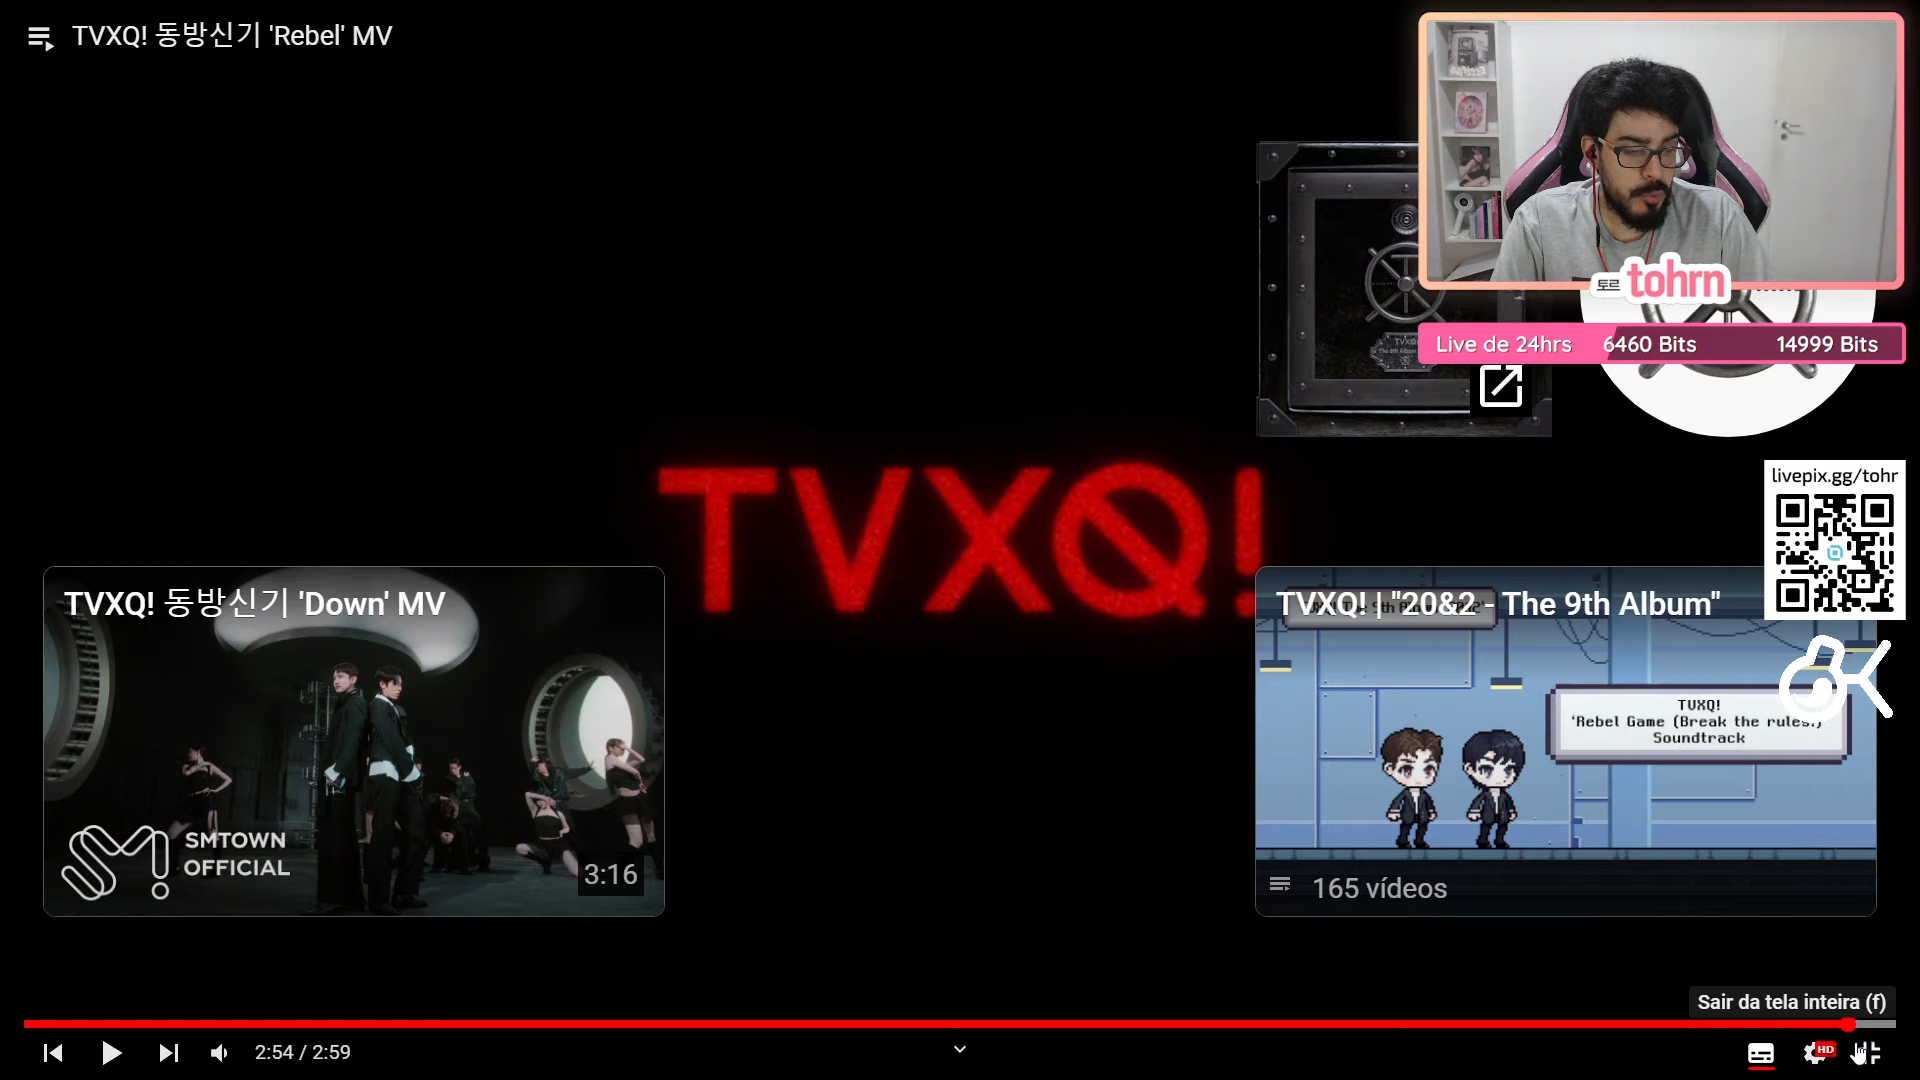 TVXQ! 동방신기 'Rebel' MV
토르 tohrn
Live de 24hrs 6460 Bits 14999 Bits
livepix.gg/tohr
TVXQ!
TVXQ! 동방신기 'Down' MV
SMTOWN
OFFICIAL
3:16
TVXQ! | "20&2 - The 9th Album"
TVXQ!
'Rebel Game (Break the rules!)
Soundtrack
165 vídeos
Sair da tela inteira (f)
2:54 / 2:59
HD